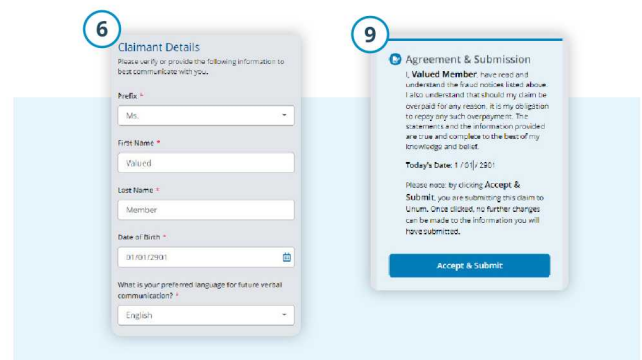 6
Claimant Details
Please verify or provide the following information to
best communicate with you.
Prefix *
Ms.
First Name *
Valued
Last Name *
Member
Date of Birth *
01/01/2901
What is your preferred language for future verbal
communication? *
English
9
Agreement & Submission
I, Valued Member, have read and
understand the fraud notices listed above.
I also understand that should my claim be
overpaid for any reason, it is my obligation
to repay any such overpayment. The
statements and the information provided
are true and complete to the best of my
knowledge and belief.
Today's Date: 1 / 01 / 2901
Please note: by clicking Accept &
Submit, you are submitting this claim to
Unum. Once clicked, no further changes
can be made to the information you will
have submitted.
Accept & Submit